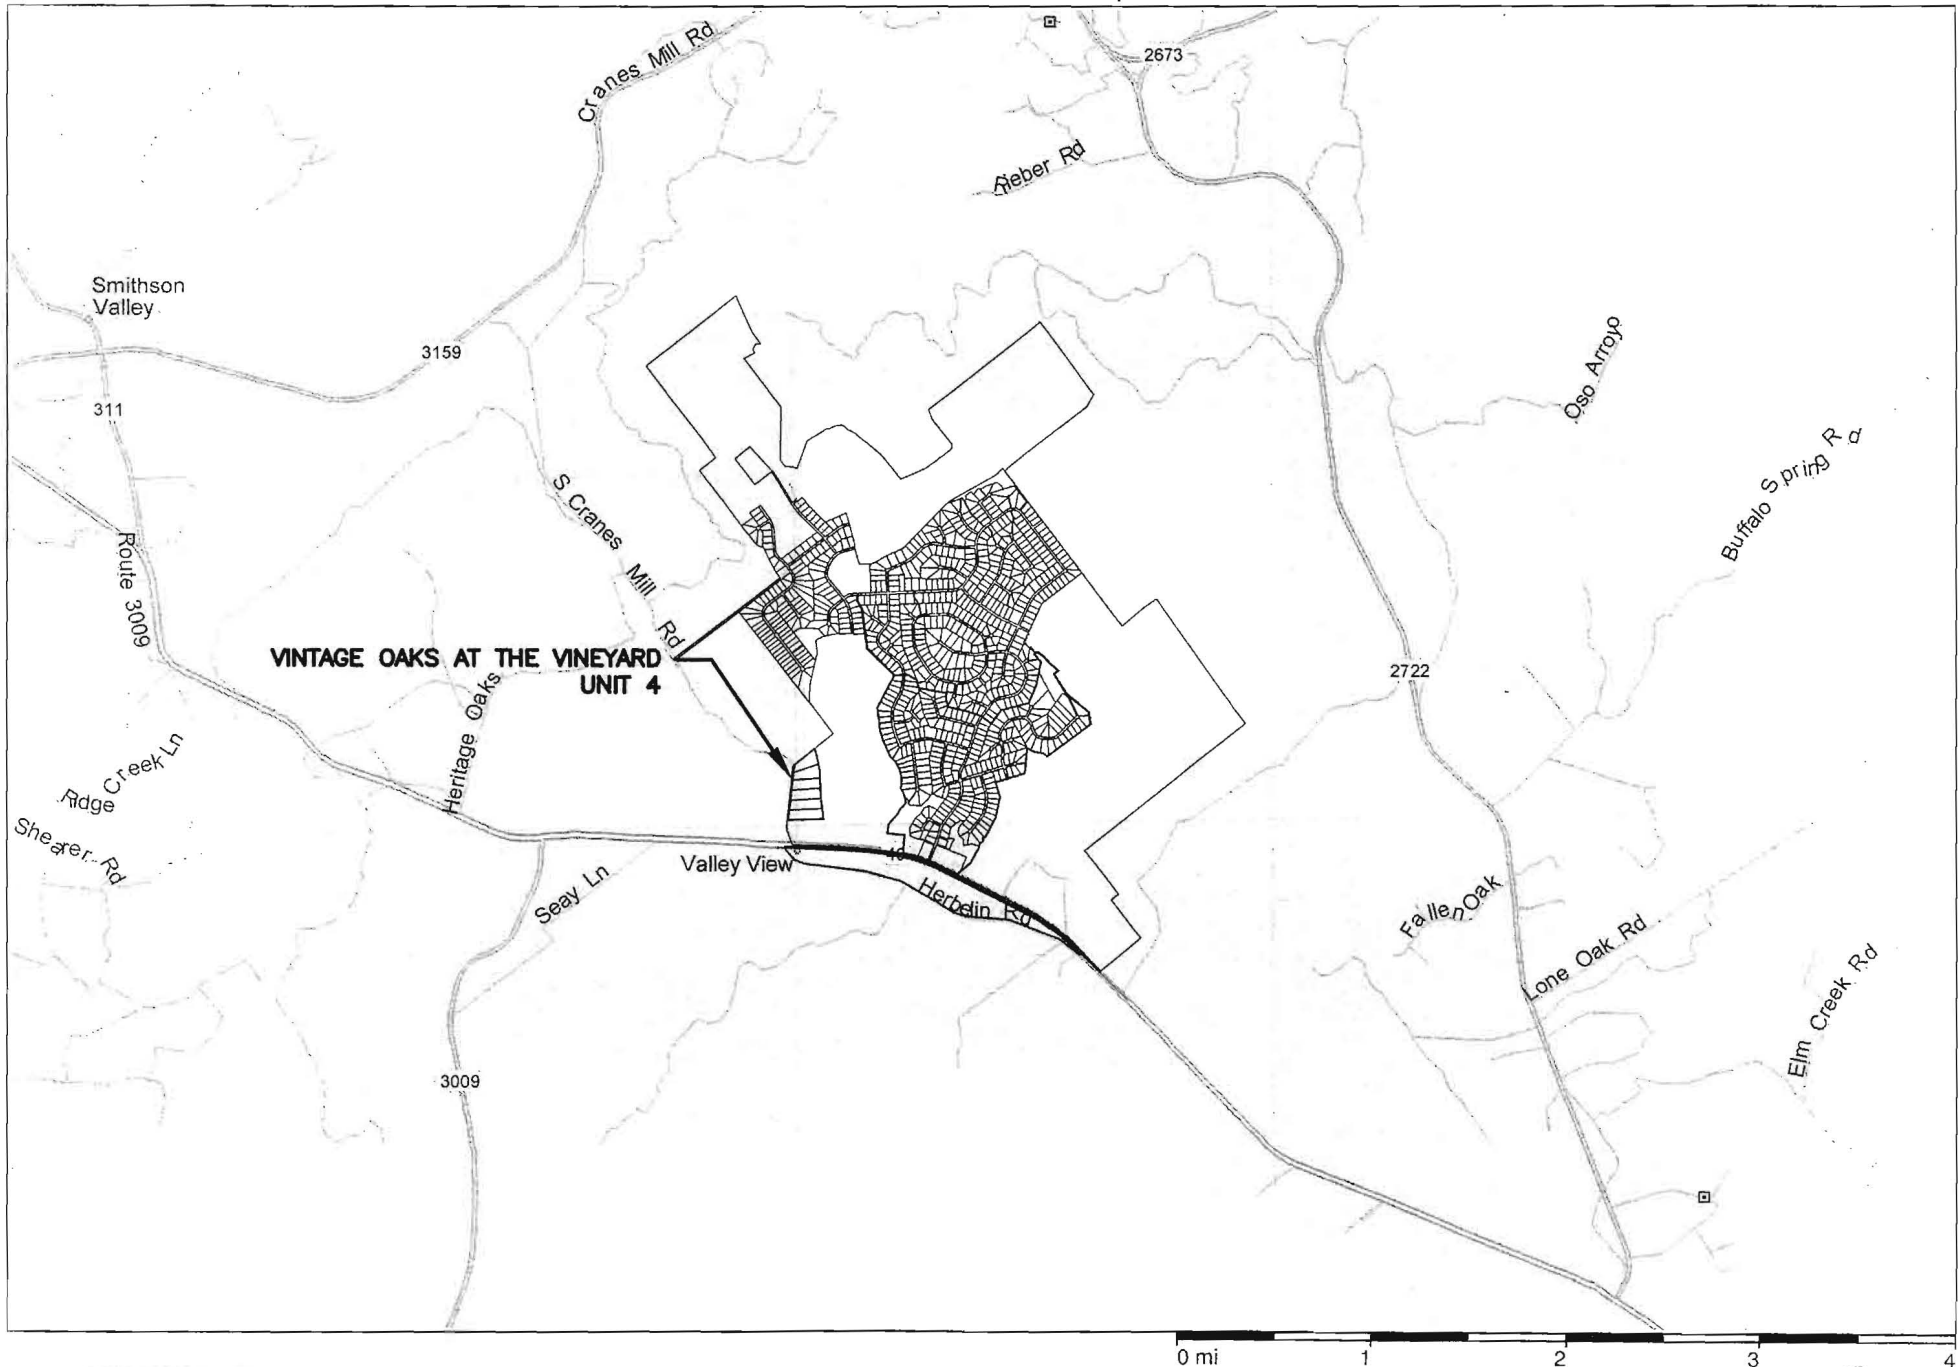 Cranes Mill Rd
2673
Rieber Rd
Smithson
Valley
3159
311
Oso Arroyo
Buffalo Spring Rd
S Cranes Mill Rd
Route 3009
VINTAGE OAKS AT THE VINEYARD
UNIT 4
2722
Heritage Oaks
Creek Ln
Ridge
Shearer Rd
Valley View
46
Herbelin Rd
Seay Ln
Fallen Oak
Lone Oak Rd
Elm Creek Rd
3009
0 mi 1 2 3 4